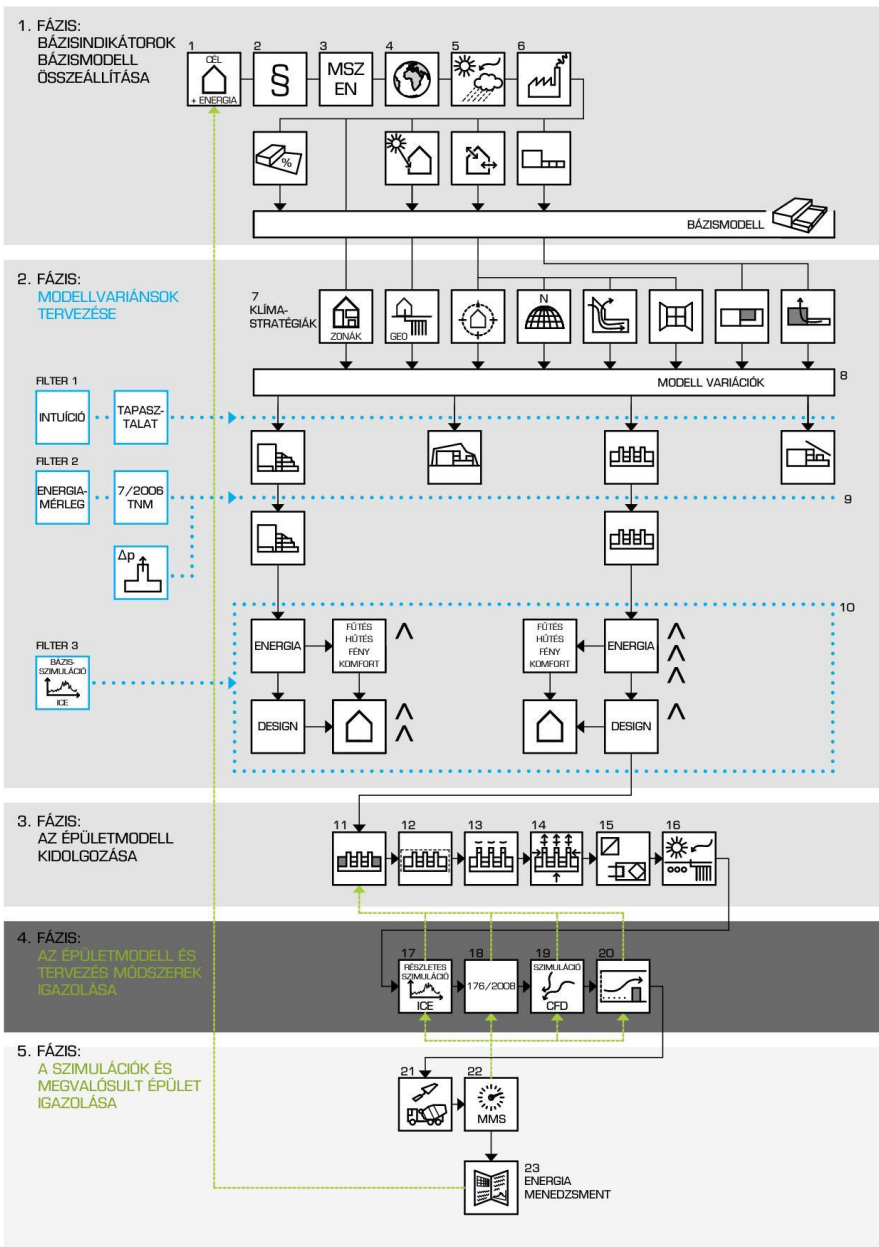 1. FÁZIS:
BÁZISINDIKÁTOROK
BÁZISMODELL
ÖSSZEÁLLÍTÁSA
1
CÉL
+ ENERGIA
2
§
3
MSZ
EN
4
5
6
%
BÁZISMODELL
2. FÁZIS:
MODELLVARIÁNSOK
TERVEZÉSE
7
KLÍMA-
STRATÉGIÁK
ZONÁK
GEO
N
MODELL VARIÁCIÓK
8
FILTER 1
INTUÍCIÓ
TAPASZ-
TALAT
FILTER 2
ENERGIA-
MÉRLEG
7/2006
TNM
9
Δp
10
FILTER 3
BÁZIS-
SZIMULÁCIÓ
ICE
ENERGIA
FŰTÉS
HŰTÉS
FÉNY
KOMFORT
DESIGN
FŰTÉS
HŰTÉS
FÉNY
KOMFORT
ENERGIA
DESIGN
3. FÁZIS:
AZ ÉPÜLETMODELL
KIDOLGOZÁSA
11
12
13
14
15
16
4. FÁZIS:
AZ ÉPÜLETMODELL ÉS
TERVEZÉS MÓDSZEREK
IGAZOLÁSA
17
RÉSZLETES
SZIMULÁCIÓ
ICE
18
176/2008
19
SZIMULÁCIÓ
CFD
20
5. FÁZIS:
A SZIMULÁCIÓK ÉS
MEGVALÓSULT ÉPÜLET
IGAZOLÁSA
21
22
MMS
23
ENERGIA
MENEDZSMENT